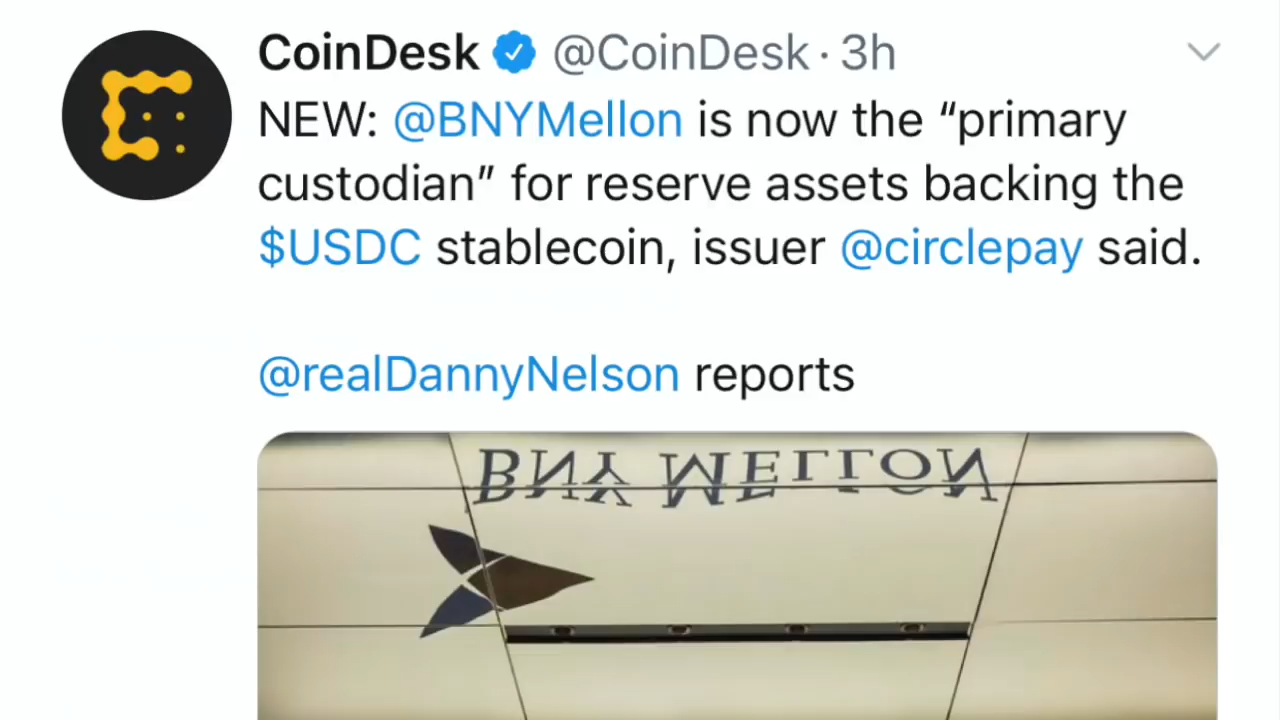 CoinDesk @CoinDesk · 3h
NEW: @BNYMellon is now the “primary
custodian” for reserve assets backing the
$USDC stablecoin, issuer @circlepay said.
@realDannyNelson reports
BNY MELLON